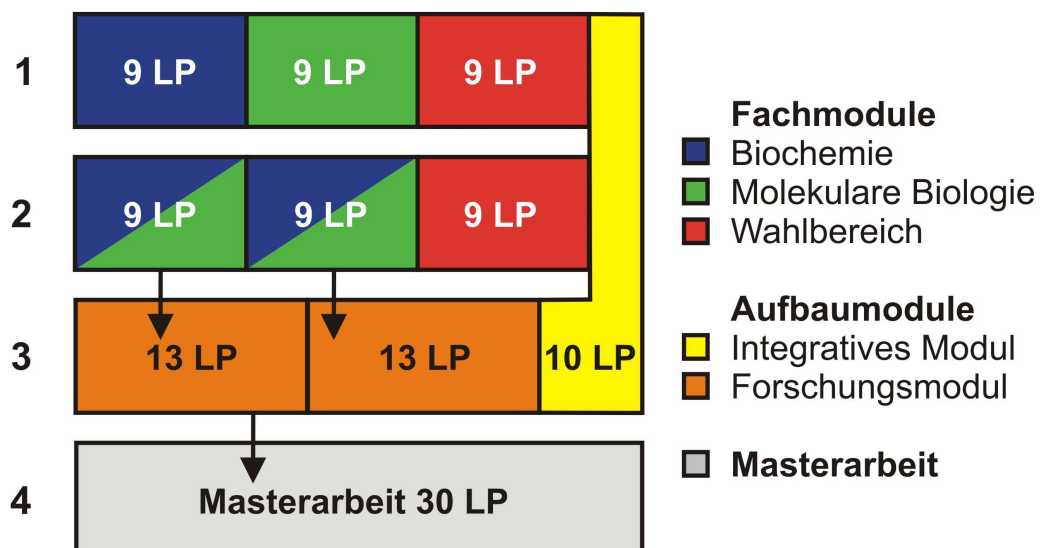 1
9 LP
9 LP
9 LP
2
9 LP
9 LP
9 LP
3
13 LP
13 LP
10 LP
4
Masterarbeit 30 LP
Fachmodule
Biochemie
Molekulare Biologie
Wahlbereich
Aufbaumodule
Integratives Modul
Forschungsmodul
Masterarbeit